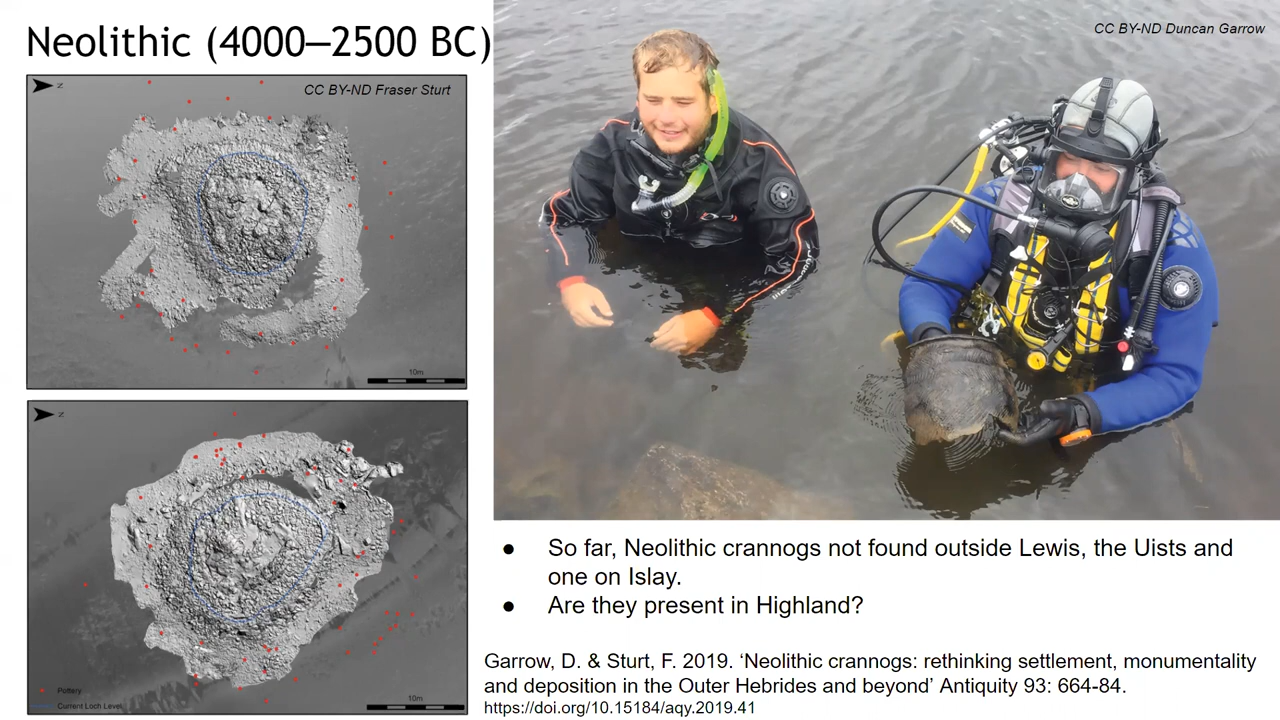 Neolithic (4000–2500 BC)
CC BY-ND Fraser Sturt
N
10m
N
Pottery
Current Loch Level
10m
CC BY-ND Duncan Garrow
● So far, Neolithic crannogs not found outside Lewis, the Uists and
one on Islay.
● Are they present in Highland?
Garrow, D. & Sturt, F. 2019. ‘Neolithic crannogs: rethinking settlement, monumentality
and deposition in the Outer Hebrides and beyond’ Antiquity 93: 664-84.
https://doi.org/10.15184/aqy.2019.41